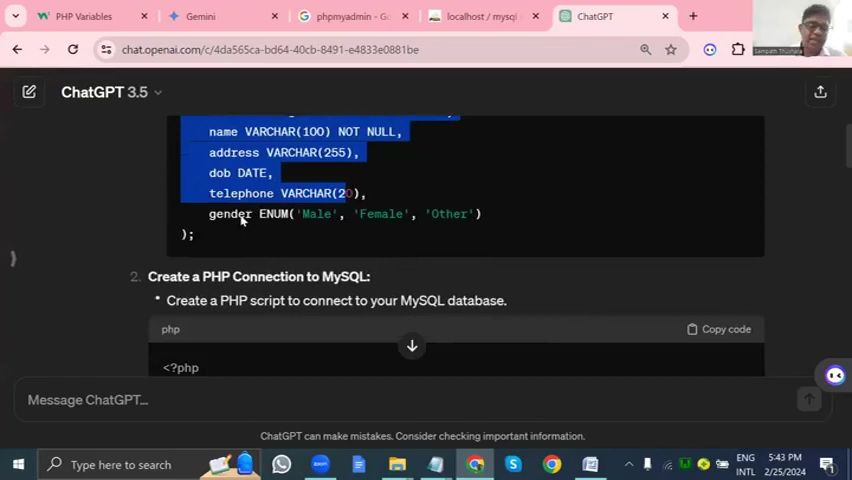 PHP Variables
Gemini
phpmyadmin - Go
localhost / mysql
ChatGPT
chat.openai.com/c/4da565ca-bd64-40cb-8491-e4833e0881be
Sampath Thushara
ChatGPT 3.5
name VARCHAR(100) NOT NULL,
address VARCHAR(255),
dob DATE,
telephone VARCHAR(20),
gender ENUM('Male', 'Female', 'Other')
);
2. Create a PHP Connection to MySQL:
• Create a PHP script to connect to your MySQL database.
php
Copy code
<?php
Message ChatGPT...
ChatGPT can make mistakes. Consider checking important information.
Type here to search
ENG
INTL
5:43 PM
2/25/2024